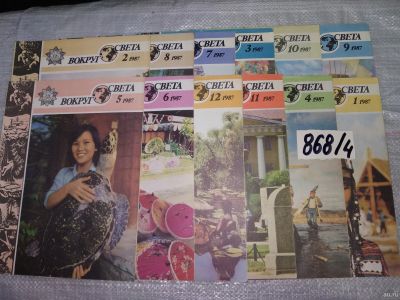 ВОКРУГ СВЕТА 2 1987
СВЕТА 8 1987
СВЕТА 7 1987
СВЕТА 3 1987
СВЕТА 10 1987
СВЕТА 9 1987
ВОКРУГ СВЕТА 5 1987
СВЕТА 6 1987
СВЕТА 12 1987
СВЕТА 11 1987
СВЕТА 4 1987
СВЕТА 1 1987
868/4
au.ru